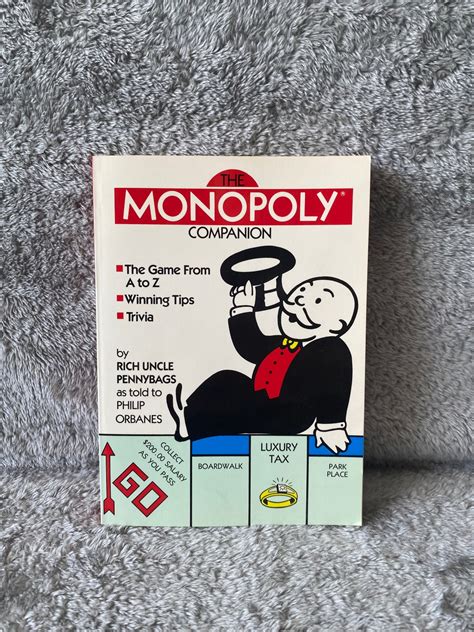 THE
MONOPOLY®
COMPANION
The Game From
A to Z
Winning Tips
Trivia
by
RICH UNCLE
PENNYBAGS
as told to
PHILIP
ORBANES
COLLECT
$200.00 SALARY
AS YOU PASS
GO
BOARDWALK
LUXURY
TAX
PARK
PLACE